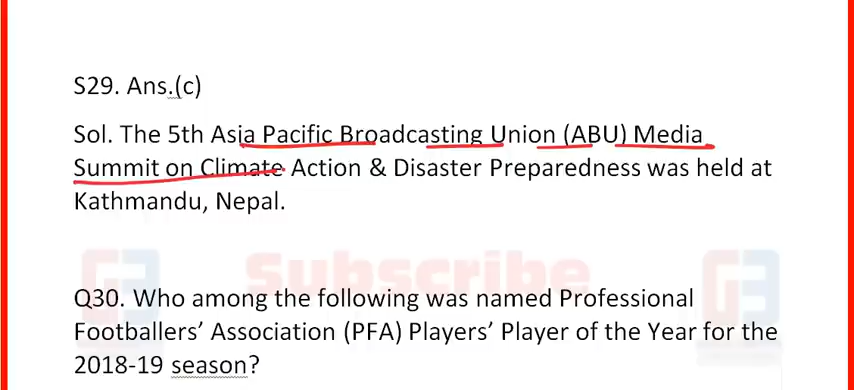 S29. Ans.(c)
Sol. The 5th Asia Pacific Broadcasting Union (ABU) Media
Summit on Climate Action & Disaster Preparedness was held at
Kathmandu, Nepal.
Subscribe
Q30. Who among the following was named Professional
Footballers’ Association (PFA) Players’ Player of the Year for the
2018-19 season?